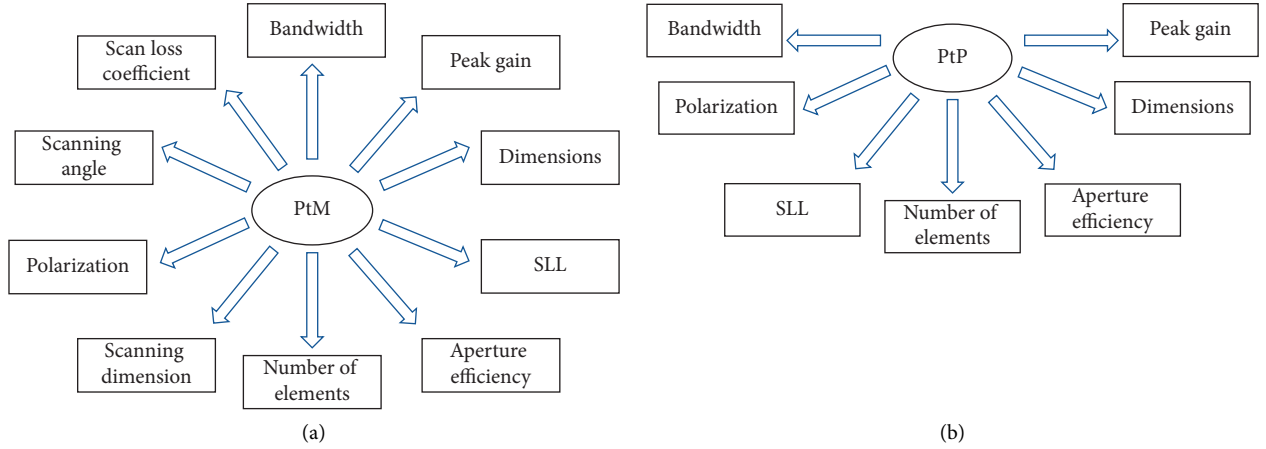 Bandwidth
Scan loss
coefficient
Peak gain
Scanning
angle
Dimensions
PtM
Polarization
SLL
Scanning
dimension
Number of
elements
Aperture
efficiency
(a)
Bandwidth
PtP
Peak gain
Polarization
Dimensions
SLL
Number of
elements
Aperture
efficiency
(b)